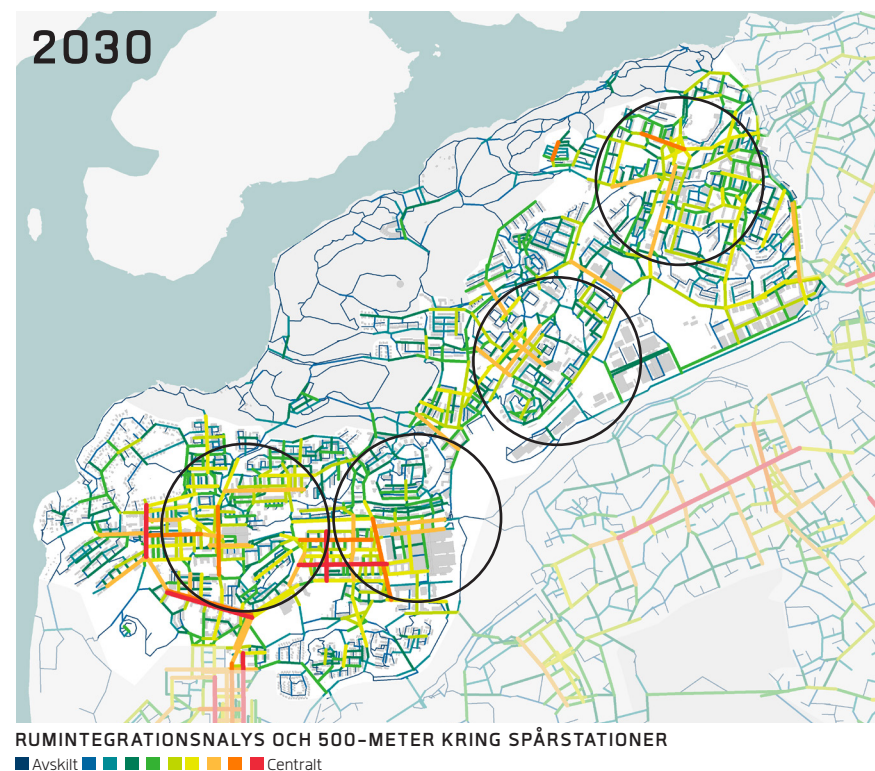 2030
RUMINTEGRATIONSNALYS OCH 500-METER KRING SPÅRSTATIONER
Avskilt Centralt